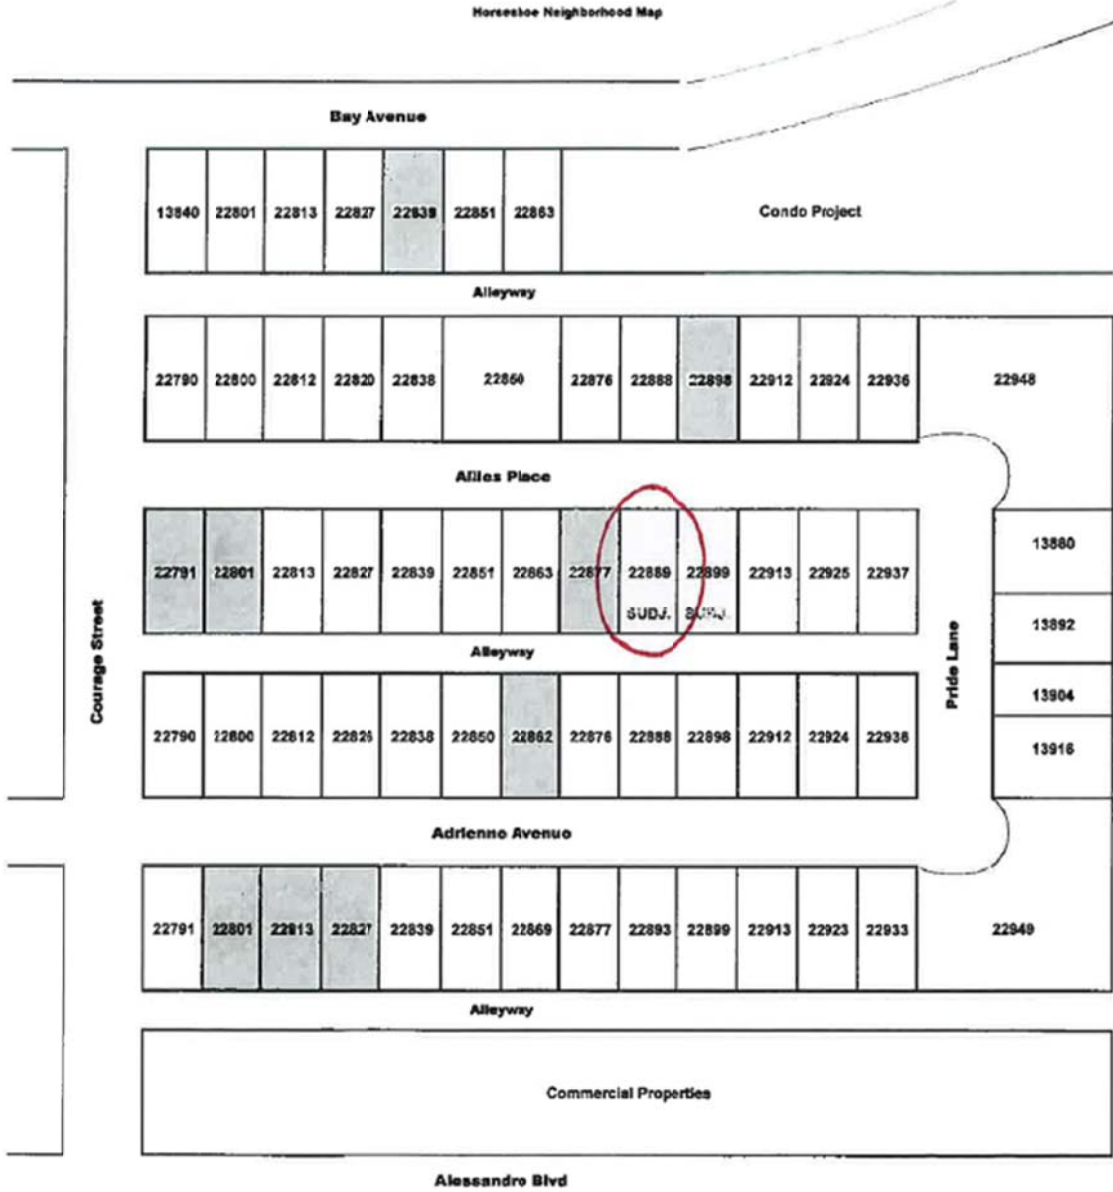 Horseshoe Neighborhood Map
Bay Avenue
13840 22801 22813 22827 22839 22851 22863 Condo Project
Alleyway
22790 22800 22812 22820 22838 22850 22876 22888 22898 22912 22924 22936 22948
Allies Place
22791 22801 22813 22827 22839 22851 22863 22877 22889 22899 22913 22925 22937
SUBJ. SUBJ.
13880
13892
13904
13916
Courage Street
Pride Lane
Alleyway
22790 22800 22812 22826 22838 22850 22862 22876 22888 22898 22912 22924 22936
Adrienne Avenue
22791 22801 22813 22827 22839 22851 22869 22877 22893 22899 22913 22923 22933 22949
Alleyway
Commercial Properties
Alessandro Blvd